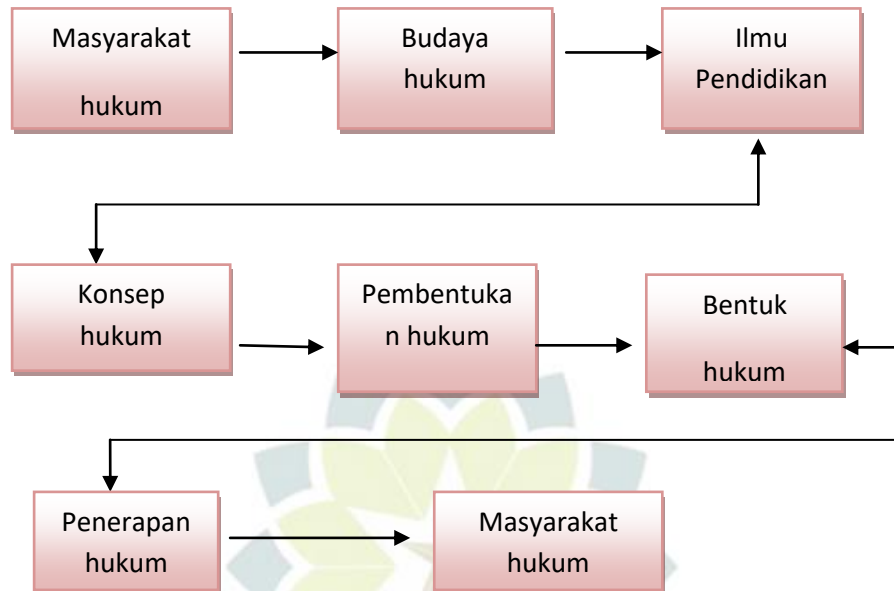 Masyarakat
hukum
Budaya
hukum
Ilmu
Pendidikan
Konsep
hukum
Pembentuka
n hukum
Bentuk
hukum
Penerapan
hukum
Masyarakat
hukum